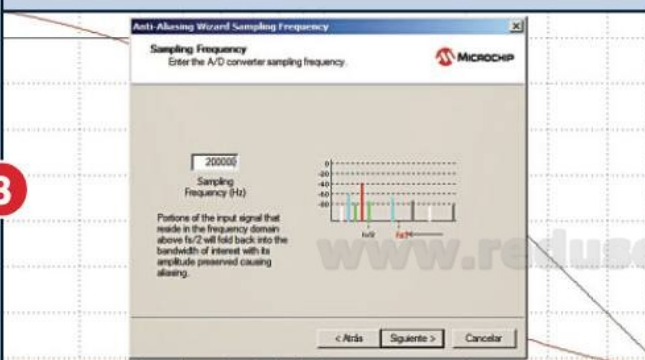 Anti-Aliasing Wizard Sampling Frequency
Sampling Frequency
Enter the A/D converter sampling frequency.
MICROCHIP
3
200000
Sampling
Frequency (Hz)
Portions of the input signal that
reside in the frequency domain
above fs/2 will fold back into the
bandwidth of interest with its
amplitude preserved causing
aliasing.
0
-20
-40
-60
-80
fs/2
www.reduse
< Atrás
Siguiente >
Cancelar